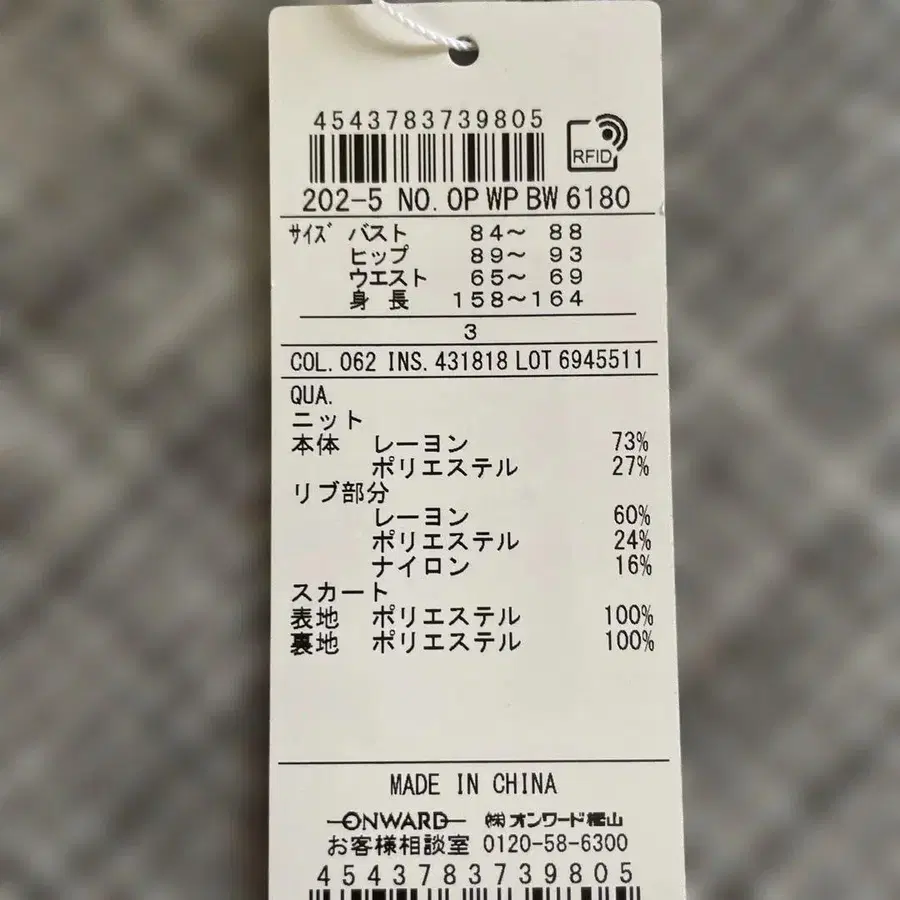 4543783739805
RFID
202-5 NO. OP WP BW 6180
サイズ バスト 84～ 88
ヒップ 89～ 93
ウエスト 65～ 69
身 長 158～164
3
COL. 062 INS. 431818 LOT 6945511
QUA.
ニット
本体 レーヨン 73%
ポリエステル 27%
リブ部分
レーヨン 60%
ポリエステル 24%
ナイロン 16%
スカート
表地 ポリエステル 100%
裏地 ポリエステル 100%
MADE IN CHINA
ONWARD ㈱オンワード樫山
お客様相談室 0120-58-6300
4543783739805